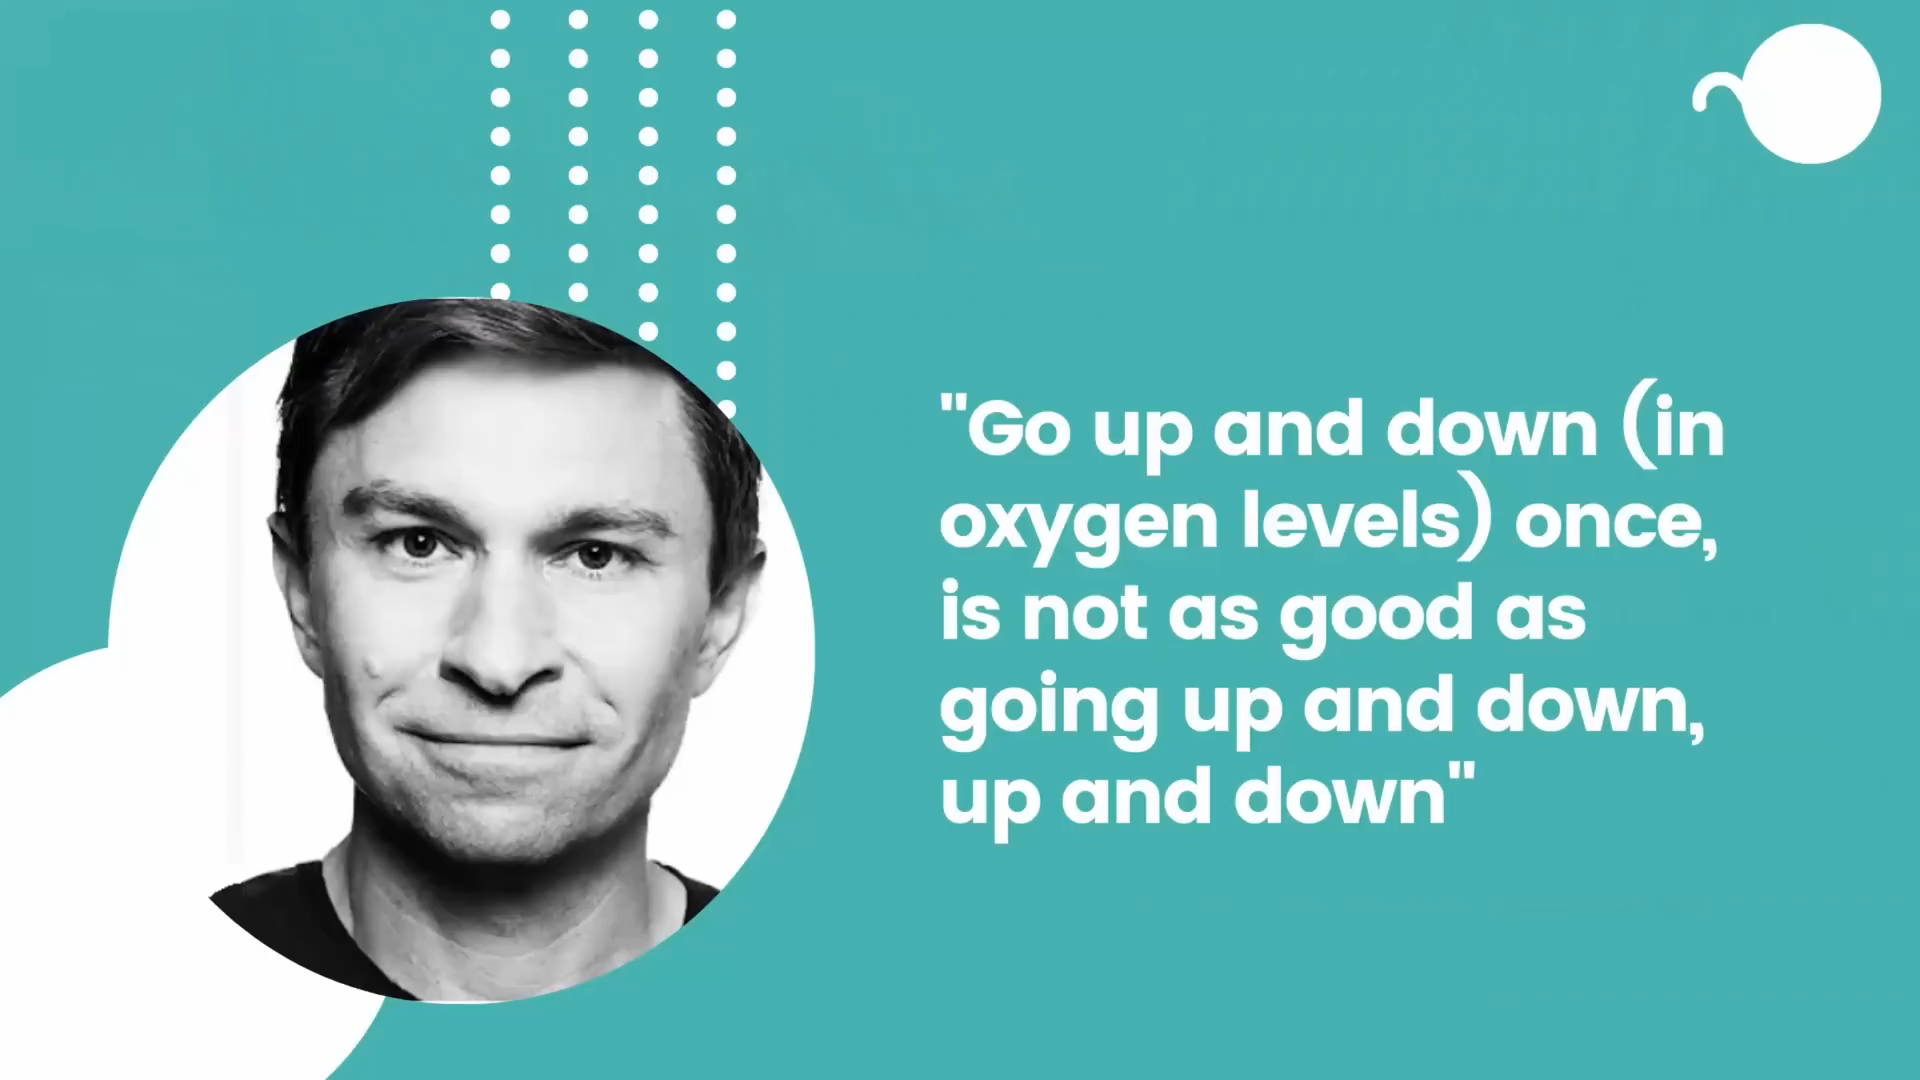 "Go up and down (in
oxygen levels) once,
is not as good as
going up and down,
up and down"